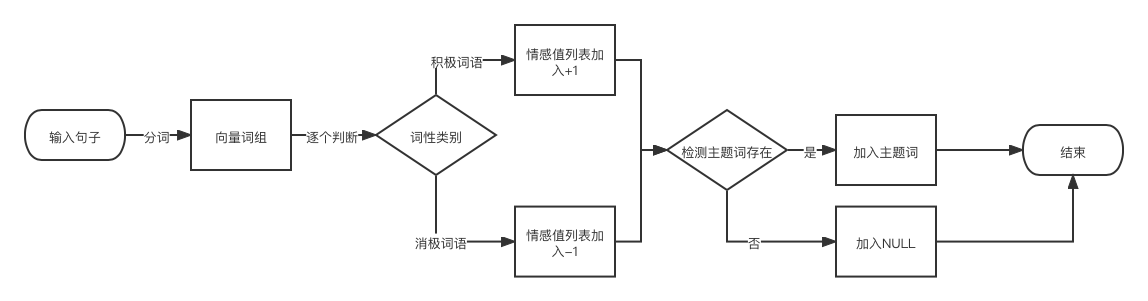 输入句子
分词
向量词组
逐个判断
词性类别
积极词语
情感值列表加
入+1
消极词语
情感值列表加
入–1
检测主题词存在
是
加入主题词
否
加入NULL
结束